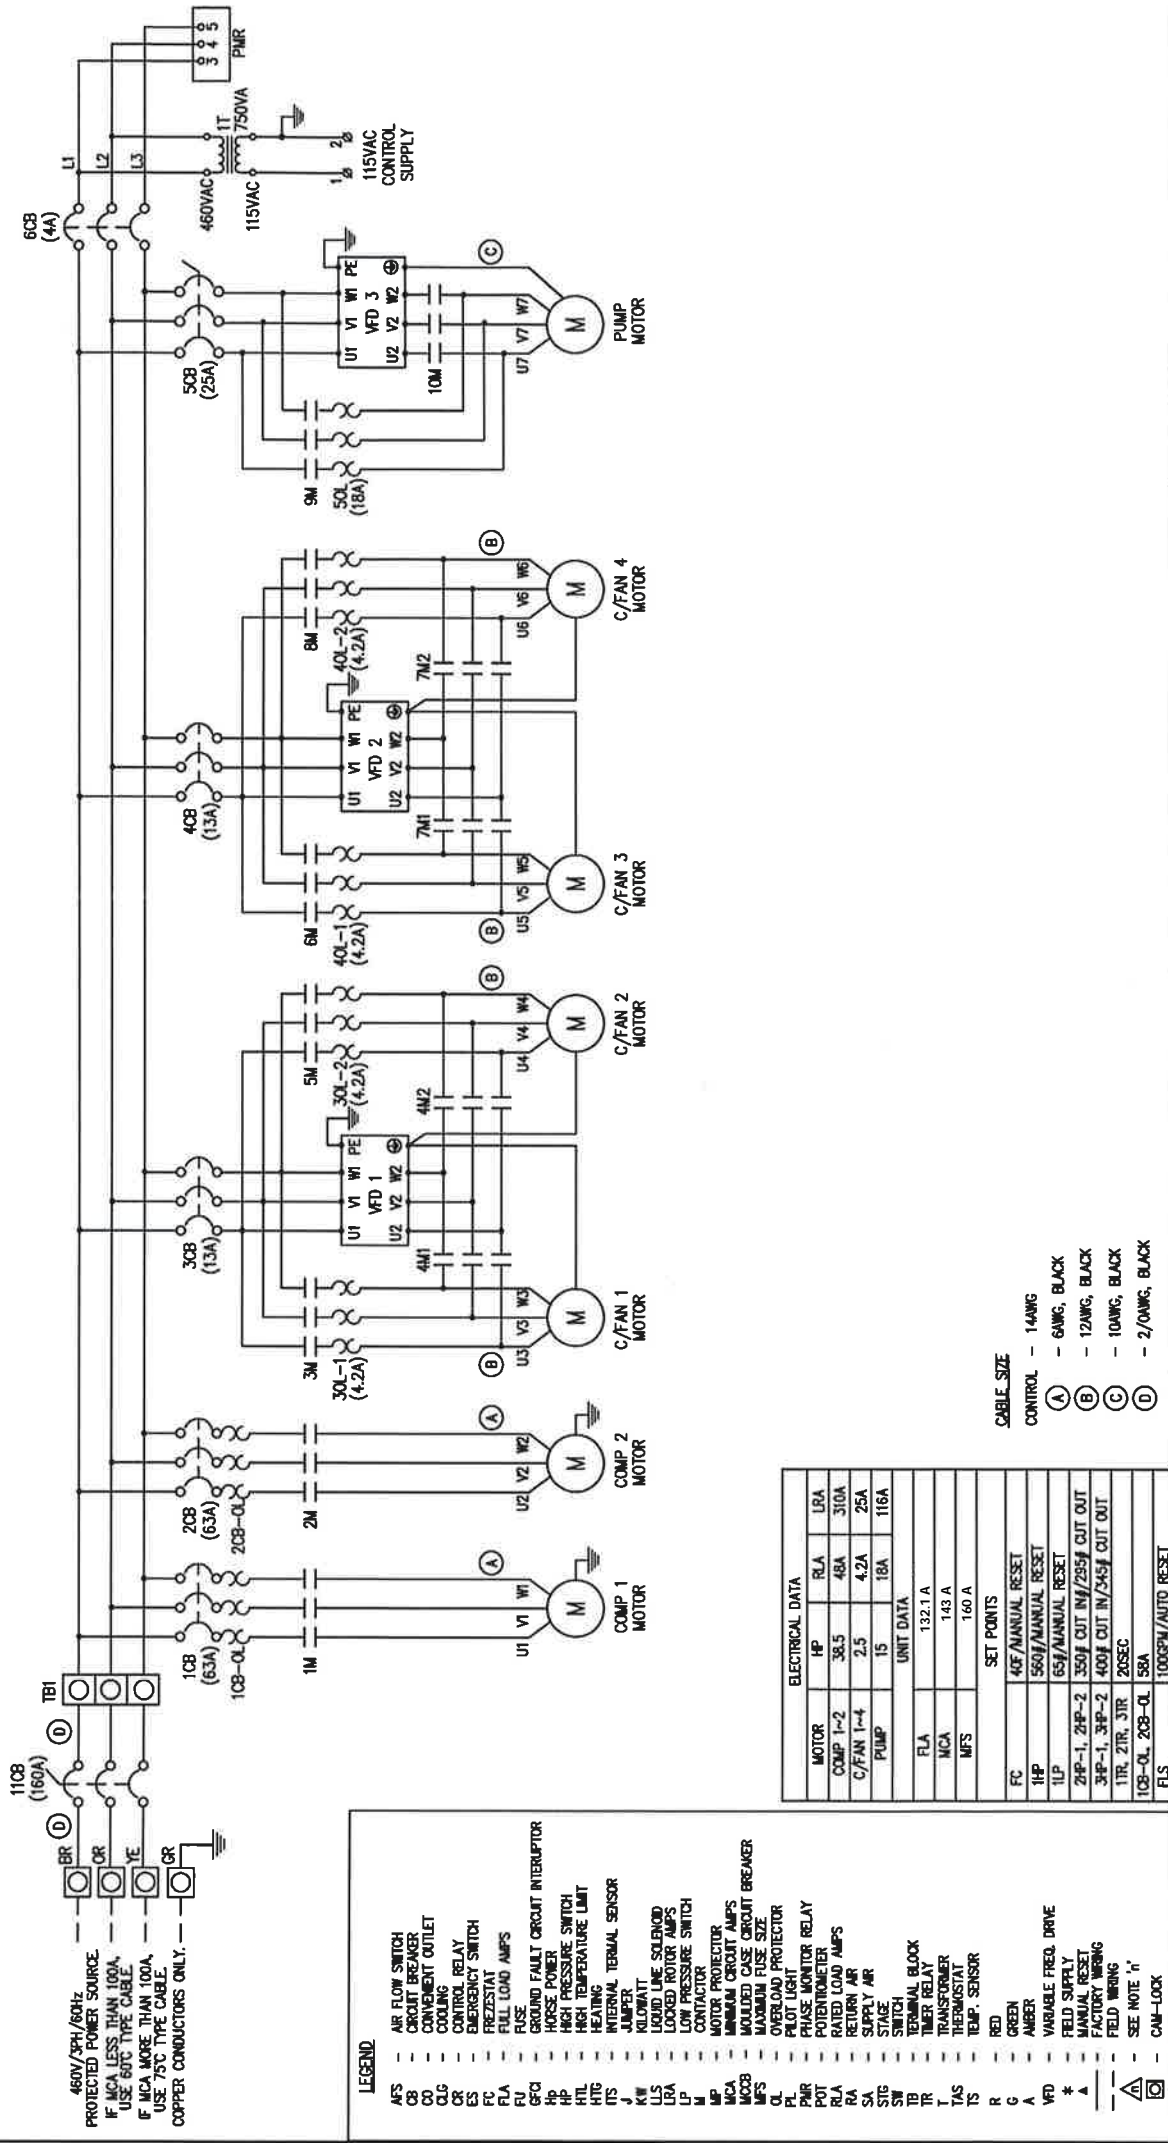 460V/3PH/60Hz
PROTECTED POWER SOURCE.
IF MCA LESS THAN 100A,
USE 60°C TYPE CABLE.
IF MCA MORE THAN 100A,
USE 75°C TYPE CABLE.
COPPER CONDUCTORS ONLY.
BR
OR
YE
GR
D
11CB
(160A)
D
TB1
1CB
(63A)
1CB-OL
1M
A
U1 V1 W1
M
COMP 1
MOTOR
2CB
(63A)
2CB-OL
2M
A
U2 V2 W2
M
COMP 2
MOTOR
3CB
(13A)
3M
3OL-1
(4.2A)
B
U3 V3 W3
M
C/FAN 1
MOTOR
U1 V1 W1 PE
VFD 1
U2 V2 W2
4M1
4M2
5M
3OL-2
(4.2A)
B
U4 V4 W4
M
C/FAN 2
MOTOR
4CB
(13A)
6M
4OL-1
(4.2A)
B
U5 V5 W5
M
C/FAN 3
MOTOR
U1 V1 W1 PE
VFD 2
U2 V2 W2
7M1
7M2
8M
4OL-2
(4.2A)
B
U6 V6 W6
M
C/FAN 4
MOTOR
5CB
(25A)
9M
5OL
(18A)
U1 V1 W1 PE
VFD 3
U2 V2 W2
10M
C
U7 V7 W7
M
PUMP
MOTOR
6CB
(4A)
L1
L2
L3
460VAC
1T
750VA
115VAC
1 2
115VAC
CONTROL
SUPPLY
3 4 5
PMR
LEGEND
AFS - AIR FLOW SWITCH
CB - CIRCUIT BREAKER
CO - CONVENIENT OUTLET
CLG - COOLING
CR - CONTROL RELAY
ES - EMERGENCY SWITCH
FC - FREEZESTAT
FLA - FULL LOAD AMPS
FU - FUSE
GFCI - GROUND FAULT CIRCUIT INTERUPTOR
Hp - HORSE POWER
HP - HIGH PRESSURE SWITCH
HTL - HIGH TEMPERATURE LIMIT
HTG - HEATING
ITS - INTERNAL TERMAL SENSOR
J - JUMPER
KW - KILOWATT
LLS - LIQUID LINE SOLENOID
LRA - LOCKED ROTOR AMPS
LP - LOW PRESSURE SWITCH
M - CONTACTOR
MP - MOTOR PROTECTOR
MCA - MINIMUM CIRCUIT AMPS
MCCB - MOULDED CASE CIRCUIT BREAKER
MFS - MAXIMUM FUSE SIZE
OL - OVERLOAD PROTECTOR
PL - PILOT LIGHT
PMR - PHASE MONITOR RELAY
POT - POTENTIOMETER
RLA - RATED LOAD AMPS
RA - RETURN AIR
SA - SUPPLY AIR
STG - STAGE
SW - SWITCH
TB - TERMINAL BLOCK
TR - TIMER RELAY
T - TRANSFORMER
TAS - THERMOSTAT
TS - TEMP. SENSOR
R - RED
G - GREEN
A - AMBER
VFD - VARIABLE FREQ. DRIVE
* - FIELD SUPPLY
▲ - MANUAL RESET
FACTORY WIRING
FIELD WIRING
n - SEE NOTE 'n'
- CAM-LOCK
ELECTRICAL DATA
MOTOR HP RLA LRA
COMP 1~2 38.5 48A 310A
C/FAN 1~4 2.5 4.2A 25A
PUMP 15 18A 116A
UNIT DATA
FLA 132.1 A
MCA 143 A
MFS 160 A
SET POINTS
FC 40F/MANUAL RESET
1HP 560#/MANUAL RESET
1LP 65#/MANUAL RESET
2HP-1, 2HP-2 350# CUT IN/295# CUT OUT
3HP-1, 3HP-2 400# CUT IN/345# CUT OUT
1TR, 2TR, 3TR 20SEC
1CB-OL 2CB-OL 58A
FLS 100GPM/AUTO RESET
CABLE SIZE
CONTROL - 14AWG
A - 6AWG, BLACK
B - 12AWG, BLACK
C - 10AWG, BLACK
D - 2/0AWG, BLACK